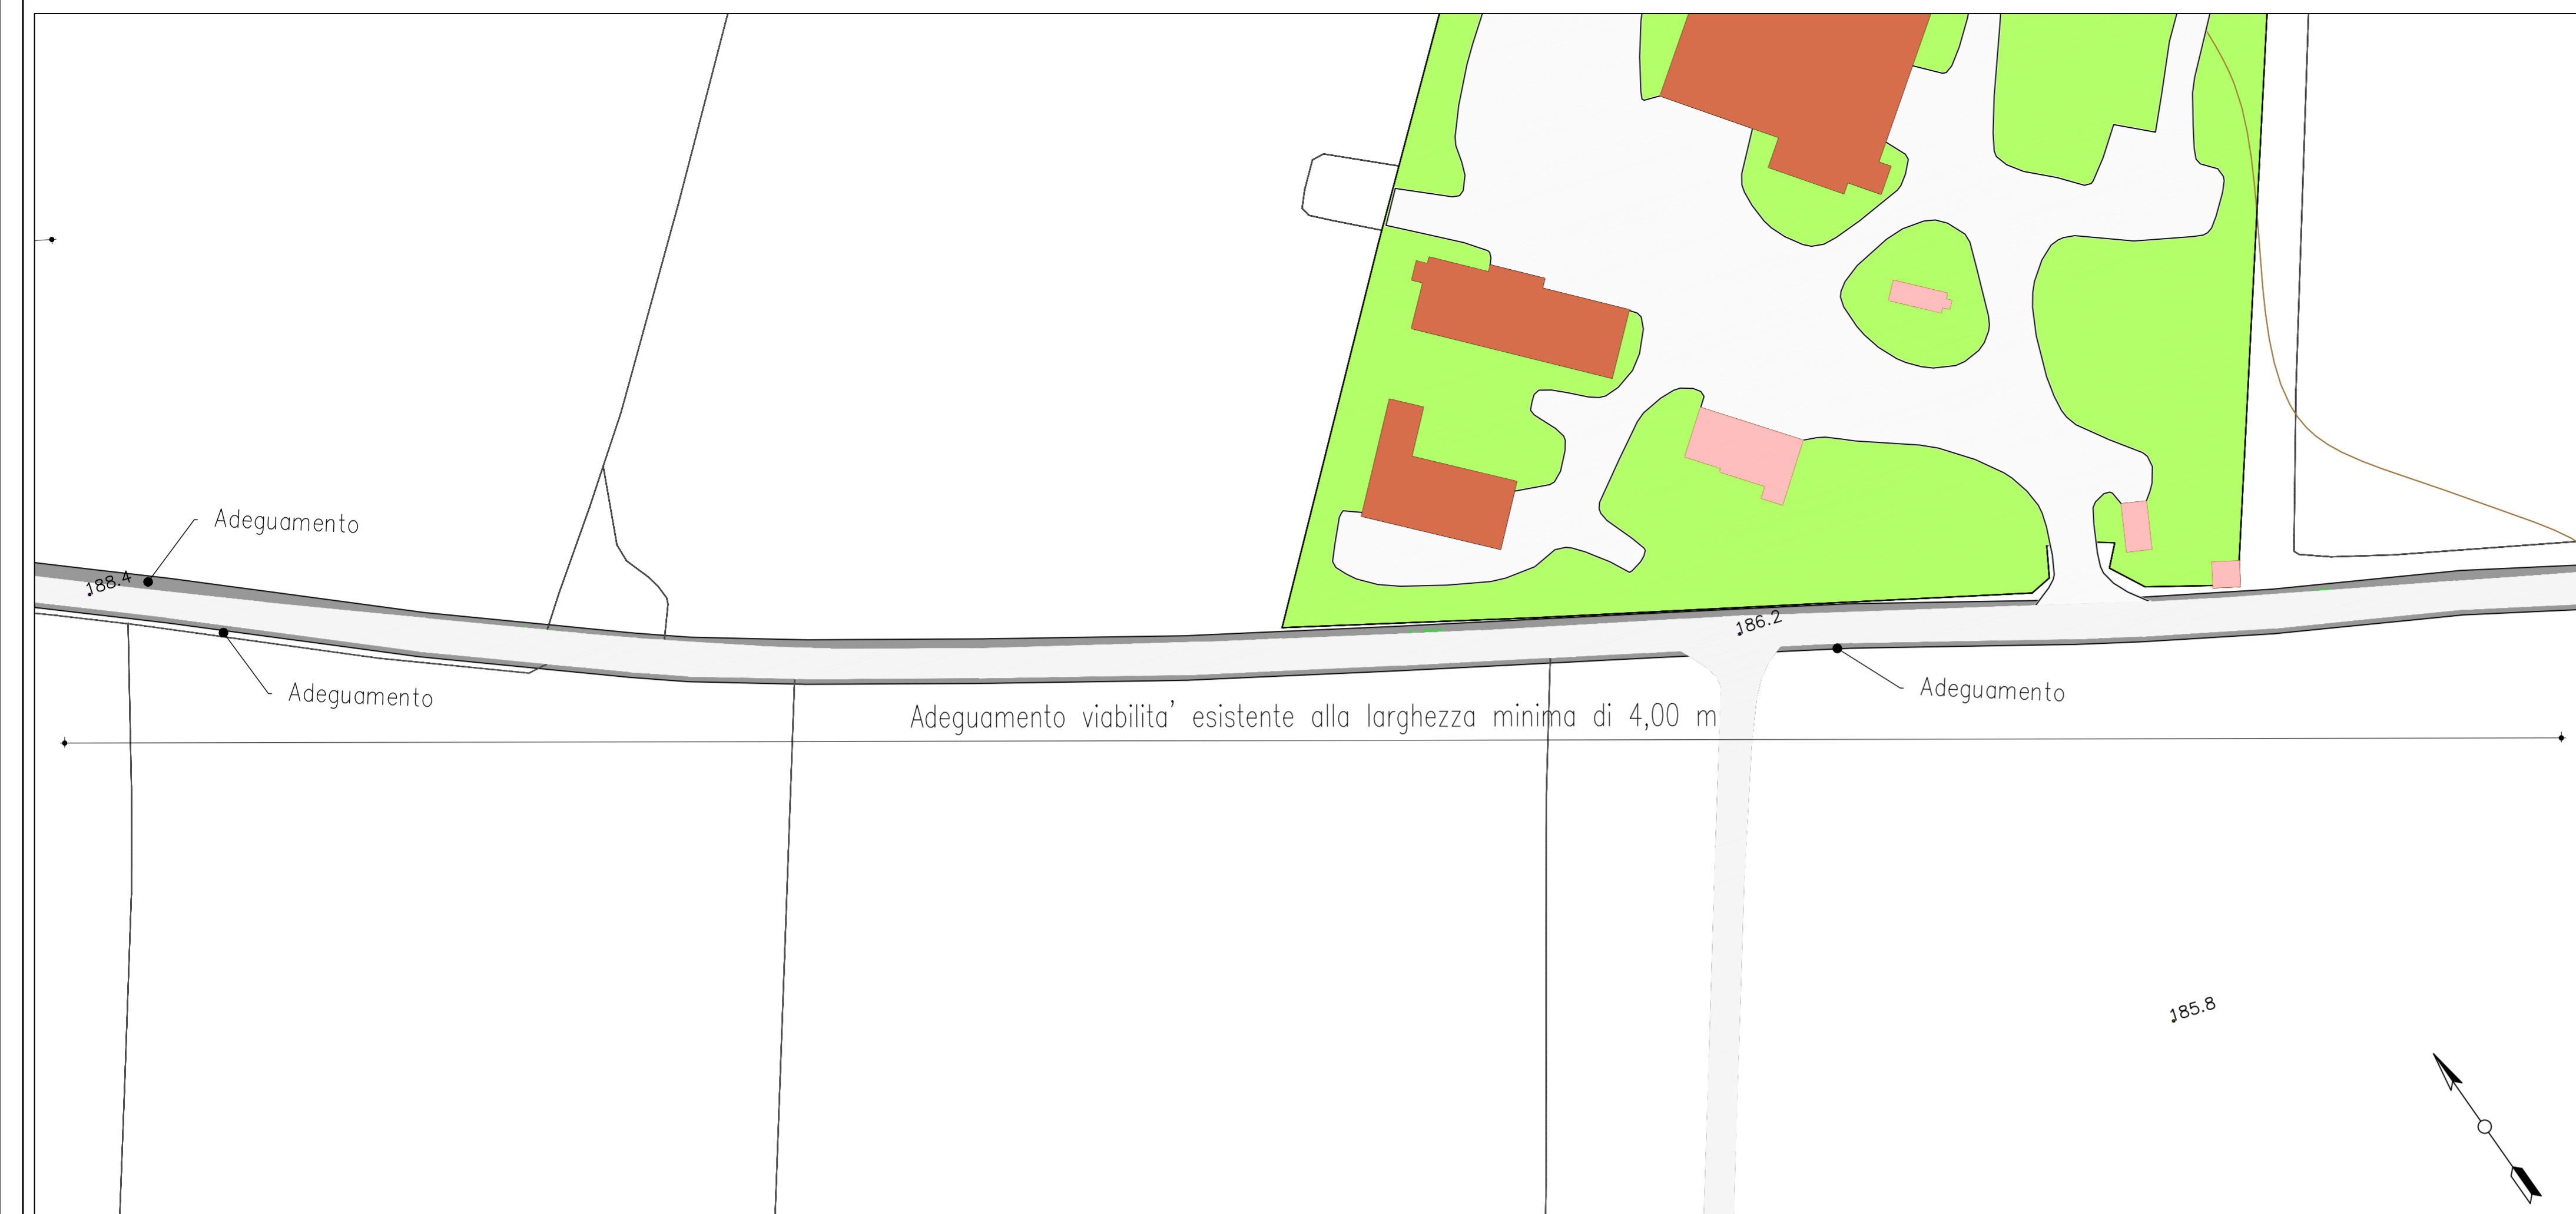 Adeguamento
188.4
186.2
Adeguamento
Adeguamento
Adeguamento viabilita' esistente alla larghezza minima di 4,00 m
185.8